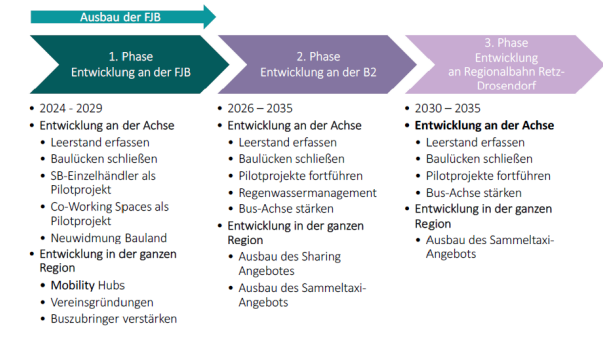 Ausbau der FJB
1. Phase
Entwicklung an der FJB
• 2024 - 2029
• Entwicklung an der Achse
• Leerstand erfassen
• Baulücken schließen
• SB-Einzelhändler als
Pilotprojekt
• Co-Working Spaces als
Pilotprojekt
• Neuwidmung Bauland
• Entwicklung in der ganzen
Region
• Mobility Hubs
• Vereinsgründungen
• Buszubringer verstärken
2. Phase
Entwicklung an der B2
• 2026 – 2035
• Entwicklung an der Achse
• Leerstand erfassen
• Baulücken schließen
• Pilotprojekte fortführen
• Regenwassermanagement
• Bus-Achse stärken
• Entwicklung in der ganzen
Region
• Ausbau des Sharing
Angebotes
• Ausbau des Sammeltaxi-
Angebots
3. Phase
Entwicklung
an Regionalbahn Retz-
Drosendorf
• 2030 – 2035
• Entwicklung an der Achse
• Leerstand erfassen
• Baulücken schließen
• Pilotprojekte fortführen
• Bus-Achse stärken
• Entwicklung in der ganzen
Region
• Ausbau des Sammeltaxi-
Angebots